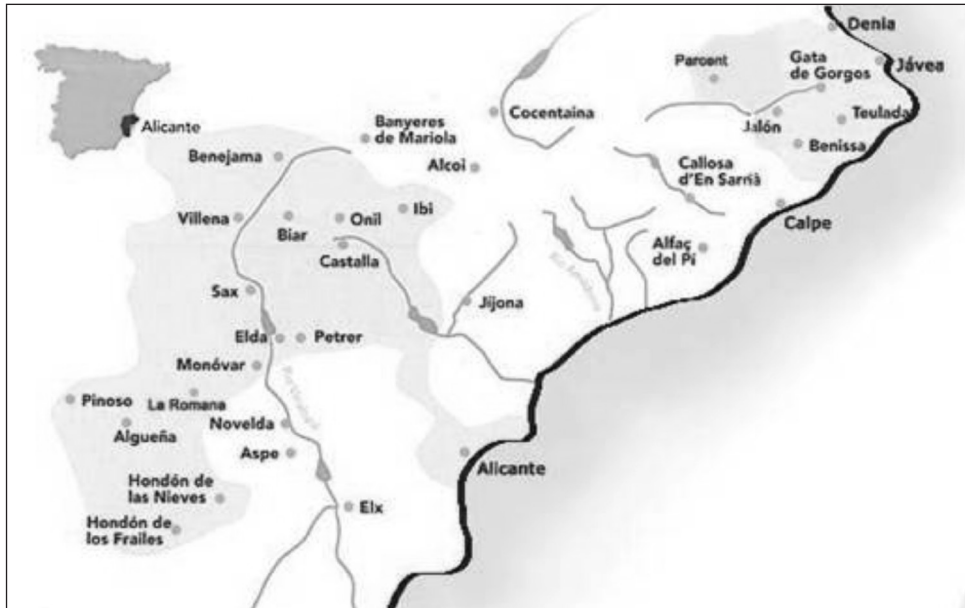 Denia
Gata
de Gorgos
Jávea
Parcent
Alicante
Banyeres
de Mariola
Cocentaina
Jalón
Teulada
Benissa
Benejama
Alcoi
Callosa
d'En Sarrià
Calpe
Villena
Biar
Onil
Ibi
Castalla
Alfaç
del Pi
Sax
Jijona
Elda
Petrer
Monóvar
Pinoso
La Romana
Algueña
Novelda
Aspe
Alicante
Hondón de
las Nieves
Elx
Hondón de
los Frailes